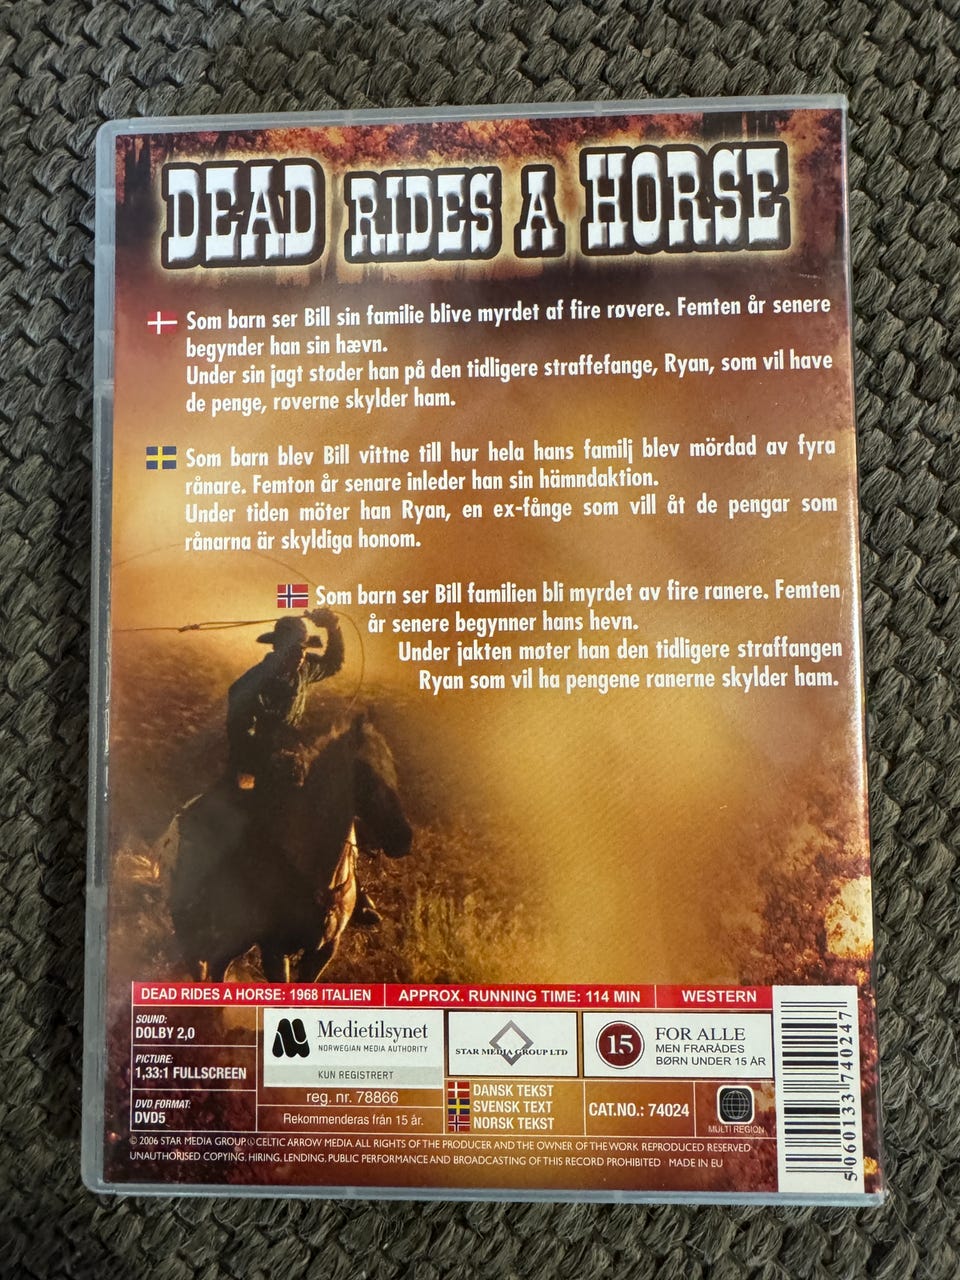 DEAD RIDES A HORSE
Som barn ser Bill sin familie blive myrdet af fire røvere. Femten år senere
begynder han sin hævn.
Under sin jagt støder han på den tidligere straffefange, Ryan, som vil have
de penge, røverne skylder ham.
Som barn blev Bill vittne till hur hela hans familj blev mördad av fyra
rånare. Femton år senare inleder han sin hämndaktion.
Under tiden möter han Ryan, en ex-fånge som vill åt de pengar som
rånarna är skyldiga honom.
Som barn ser Bill familien bli myrdet av fire ranere. Femten
år senere begynner hans hevn.
Under jakten møter han den tidligere straffangen
Ryan som vil ha pengene ranerne skylder ham.
DEAD RIDES A HORSE: 1968 ITALIEN
APPROX. RUNNING TIME: 114 MIN
WESTERN
SOUND:
DOLBY 2,0
PICTURE:
1,33:1 FULLSCREEN
DVD FORMAT:
DVD5
Medietilsynet
NORWEGIAN MEDIA AUTHORITY
KUN REGISTRERT
reg. nr. 78866
Rekommenderas från 15 år.
STAR MEDIA GROUP LTD
15
FOR ALLE
MEN FRARÅDES
BØRN UNDER 15 ÅR
DANSK TEKST
SVENSK TEXT
NORSK TEKST
CAT.NO.: 74024
MULTI REGION
© 2006 STAR MEDIA GROUP. © CELTIC ARROW MEDIA. ALL RIGHTS OF THE PRODUCER AND THE OWNER OF THE WORK REPRODUCED RESERVED
UNAUTHORISED COPYING, HIRING, LENDING, PUBLIC PERFORMANCE AND BROADCASTING OF THIS RECORD PROHIBITED · MADE IN EU
5060133740247